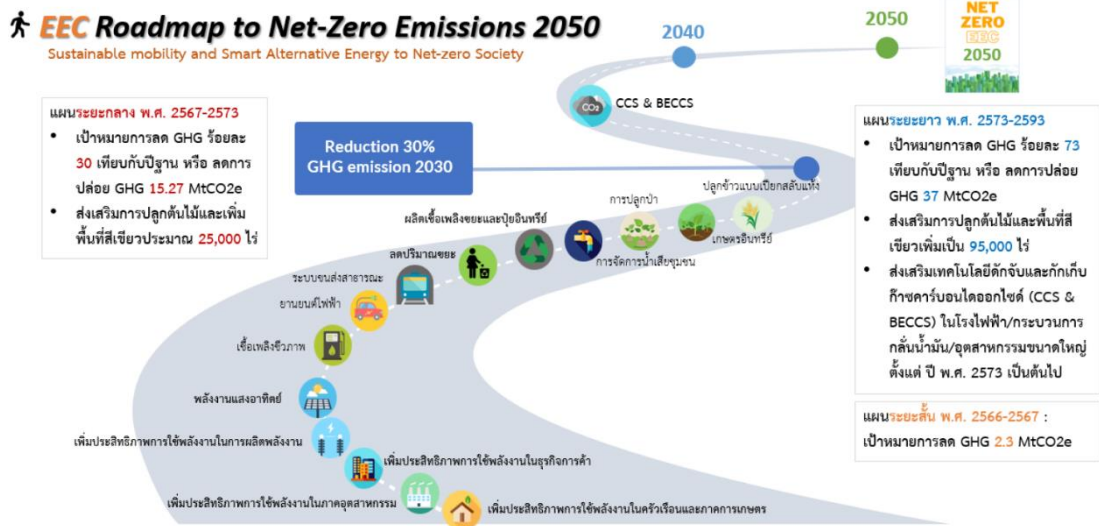 EEC Roadmap to Net-Zero Emissions 2050
Sustainable mobility and Smart Alternative Energy to Net-zero Society
2040
2050
NET
ZERO
EEC
2050
แผนระยะกลาง พ.ศ. 2567-2573
• เป้าหมายการลด GHG ร้อยละ
30 เทียบกับปีฐาน หรือ ลดการ
ปล่อย GHG 15.27 MtCO2e
• ส่งเสริมการปลูกต้นไม้และเพิ่ม
พื้นที่สีเขียวประมาณ 25,000 ไร่
Reduction 30%
GHG emission 2030
CO2
CCS & BECCS
แผนระยะยาว พ.ศ. 2573-2593
• เป้าหมายการลด GHG ร้อยละ 73
เทียบกับปีฐาน หรือ ลดการปล่อย
GHG 37 MtCO2e
• ส่งเสริมการปลูกต้นไม้และพื้นที่สี
เขียวเพิ่มเป็น 95,000 ไร่
• ส่งเสริมเทคโนโลยีดักจับและกักเก็บ
ก๊าซคาร์บอนไดออกไซด์ (CCS &
BECCS) ในโรงไฟฟ้า/กระบวนการ
กลั่นน้ำมัน/อุตสาหกรรมขนาดใหญ่
ตั้งแต่ ปี พ.ศ. 2573 เป็นต้นไป
แผนระยะสั้น พ.ศ. 2566-2567 :
เป้าหมายการลด GHG 2.3 MtCO2e
ปลูกข้าวแบบเปียกสลับแห้ง
การปลูกป่า
เกษตรอินทรีย์
ผลิตเชื้อเพลิงขยะและปุ๋ยอินทรีย์
การจัดการน้ำเสียชุมชน
ลดปริมาณขยะ
ระบบขนส่งสาธารณะ
ยานยนต์ไฟฟ้า
เชื้อเพลิงชีวภาพ
พลังงานแสงอาทิตย์
เพิ่มประสิทธิภาพการใช้พลังงานในการผลิตพลังงาน
เพิ่มประสิทธิภาพการใช้พลังงานในธุรกิจการค้า
เพิ่มประสิทธิภาพการใช้พลังงานในภาคอุตสาหกรรม
เพิ่มประสิทธิภาพการใช้พลังงานในครัวเรือนและภาคการเกษตร